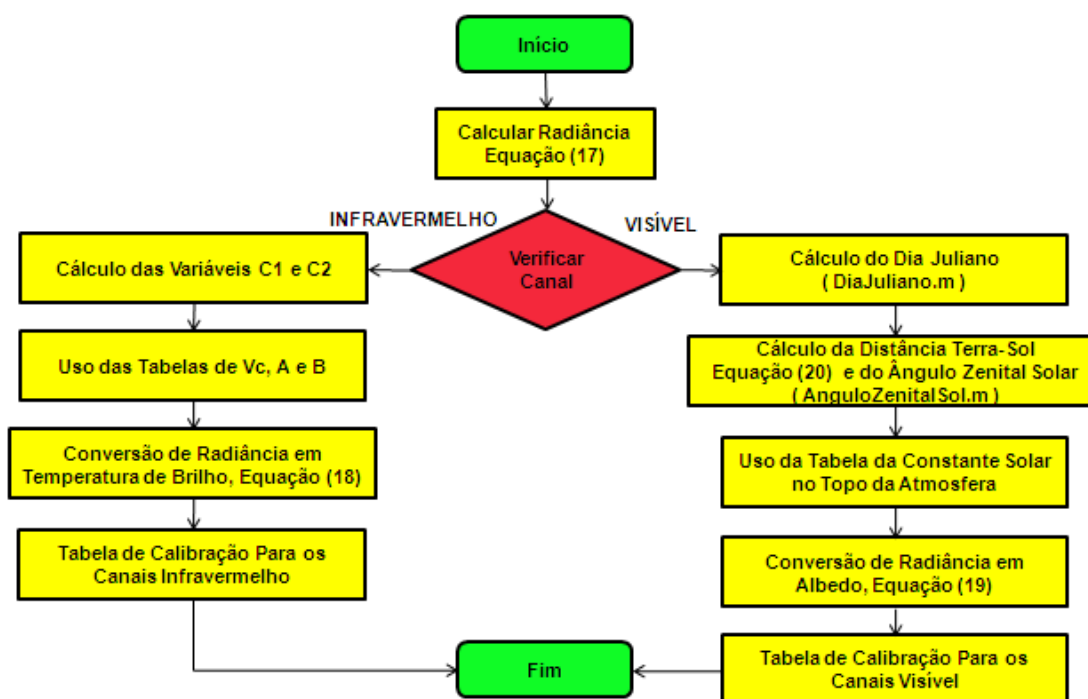 Início
Calcular Radiância
Equação (17)
INFRAVERMELHO
VISÍVEL
Verificar
Canal
Cálculo das Variáveis C1 e C2
Uso das Tabelas de Vc, A e B
Conversão de Radiância em
Temperatura de Brilho, Equação (18)
Tabela de Calibração Para os
Canais Infravermelho
Cálculo do Dia Juliano
( DiaJuliano.m )
Cálculo da Distância Terra-Sol
Equação (20) e do Ângulo Zenital Solar
( AnguloZenitalSol.m )
Uso da Tabela da Constante Solar
no Topo da Atmosfera
Conversão de Radiância em
Albedo, Equação (19)
Tabela de Calibração Para os
Canais Visível
Fim